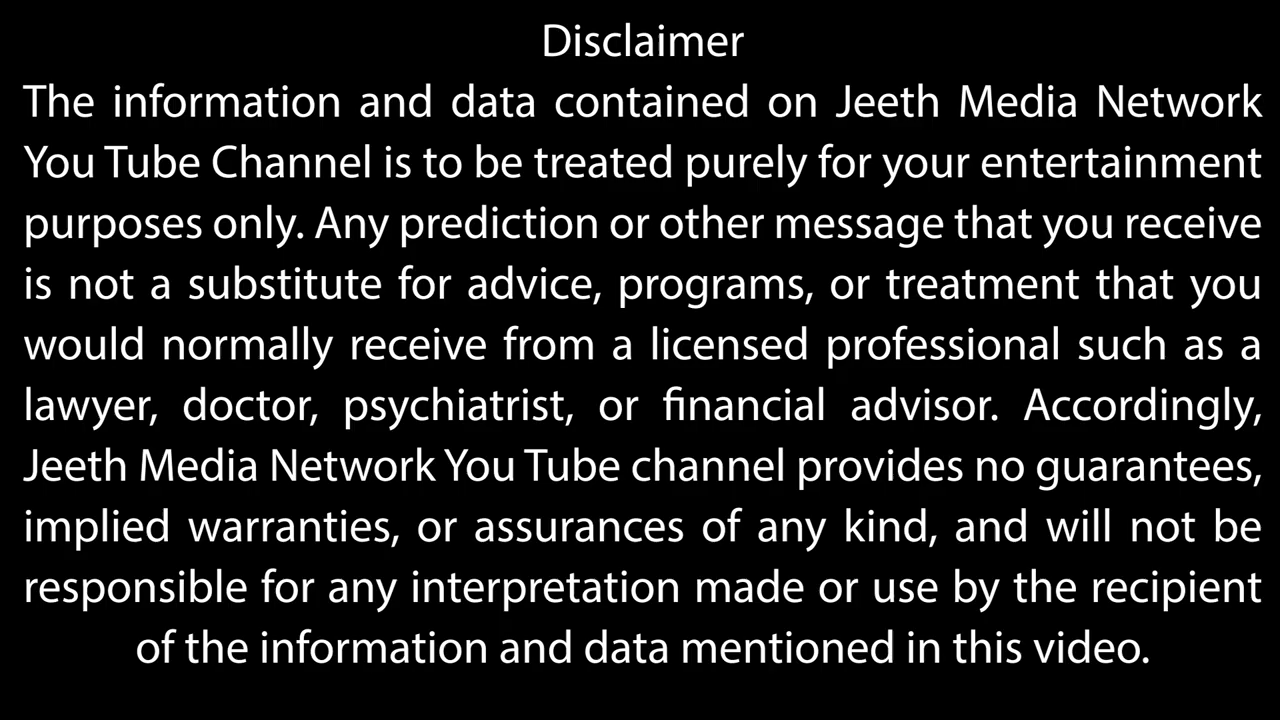 Disclaimer
The information and data contained on Jeeth Media Network
You Tube Channel is to be treated purely for your entertainment
purposes only. Any prediction or other message that you receive
is not a substitute for advice, programs, or treatment that you
would normally receive from a licensed professional such as a
lawyer, doctor, psychiatrist, or financial advisor. Accordingly,
Jeeth Media Network You Tube channel provides no guarantees,
implied warranties, or assurances of any kind, and will not be
responsible for any interpretation made or use by the recipient
of the information and data mentioned in this video.